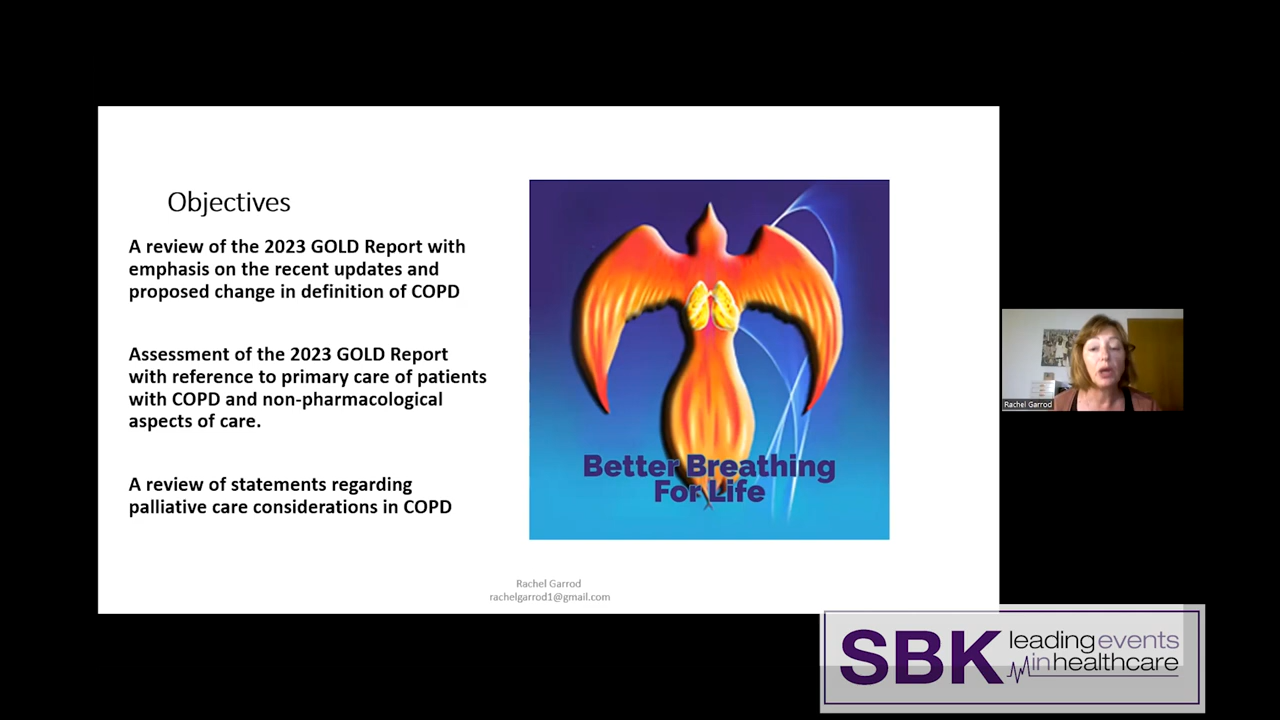 Objectives
A review of the 2023 GOLD Report with
emphasis on the recent updates and
proposed change in definition of COPD
Assessment of the 2023 GOLD Report
with reference to primary care of patients
with COPD and non-pharmacological
aspects of care.
A review of statements regarding
palliative care considerations in COPD
Better Breathing
For Life
Rachel Garrod
rachelgarrod1@gmail.com
Rachel Garrod
SBK leading events
in healthcare